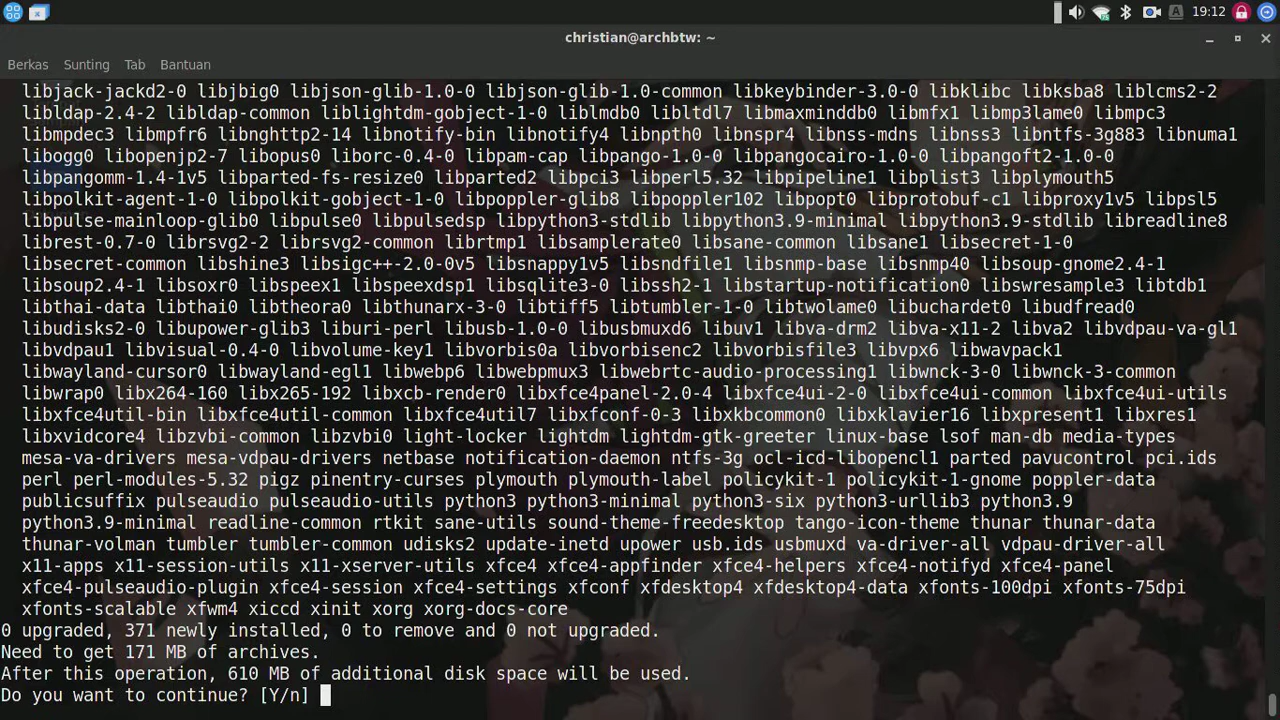 19:12
christian@archbtw: ~
Berkas Sunting Tab Bantuan
libjack-jackd2-0 libjbig0 libjson-glib-1.0-0 libjson-glib-1.0-common libkeybinder-3.0-0 libklibc libksba8 liblcms2-2
libldap-2.4-2 libldap-common liblightdm-gobject-1-0 liblmdb0 libltdl7 libmaxminddb0 libmfx1 libmp3lame0 libmpc3
libmpdec3 libmpfr6 libnghttp2-14 libnotify-bin libnotify4 libnpth0 libnspr4 libnss-mdns libnss3 libntfs-3g883 libnuma1
libogg0 libopenjp2-7 libopus0 liborc-0.4-0 libpam-cap libpango-1.0-0 libpangocairo-1.0-0 libpangoft2-1.0-0
libpangomm-1.4-1v5 libparted-fs-resize0 libparted2 libpci3 libperl5.32 libpipeline1 libplist3 libplymouth5
libpolkit-agent-1-0 libpolkit-gobject-1-0 libpoppler-glib8 libpoppler102 libpopt0 libprotobuf-c1 libproxy1v5 libpsl5
libpulse-mainloop-glib0 libpulse0 libpulsedsp libpython3-stdlib libpython3.9-minimal libpython3.9-stdlib libreadline8
librest-0.7-0 librsvg2-2 librsvg2-common librtmp1 libsamplerate0 libsane-common libsane1 libsecret-1-0
libsecret-common libshine3 libsigc++-2.0-0v5 libsnappy1v5 libsndfile1 libsnmp-base libsnmp40 libsoup-gnome2.4-1
libsoup2.4-1 libsoxr0 libspeex1 libspeexdsp1 libsqlite3-0 libssh2-1 libstartup-notification0 libswresample3 libtdb1
libthai-data libthai0 libtheora0 libthunarx-3-0 libtiff5 libtumbler-1-0 libtwolame0 libuchardet0 libudfread0
libudisks2-0 libupower-glib3 liburi-perl libusb-1.0-0 libusbmuxd6 libuv1 libva-drm2 libva-x11-2 libva2 libvdpau-va-gl1
libvdpau1 libvisual-0.4-0 libvolume-key1 libvorbis0a libvorbisenc2 libvorbisfile3 libvpx6 libwavpack1
libwayland-cursor0 libwayland-egl1 libwebp6 libwebpmux3 libwebrtc-audio-processing1 libwnck-3-0 libwnck-3-common
libwrap0 libx264-160 libx265-192 libxcb-render0 libxfce4panel-2.0-4 libxfce4ui-2-0 libxfce4ui-common libxfce4ui-utils
libxfce4util-bin libxfce4util-common libxfce4util7 libxfconf-0-3 libxkbcommon0 libxklavier16 libxpresent1 libxres1
libxvidcore4 libzvbi-common libzvbi0 light-locker lightdm lightdm-gtk-greeter linux-base lsof man-db media-types
mesa-va-drivers mesa-vdpau-drivers netbase notification-daemon ntfs-3g ocl-icd-libopencl1 parted pavucontrol pci.ids
perl perl-modules-5.32 pigz pinentry-curses plymouth plymouth-label policykit-1 policykit-1-gnome poppler-data
publicsuffix pulseaudio pulseaudio-utils python3 python3-minimal python3-six python3-urllib3 python3.9
python3.9-minimal readline-common rtkit sane-utils sound-theme-freedesktop tango-icon-theme thunar thunar-data
thunar-volman tumbler tumbler-common udisks2 update-inetd upower usb.ids usbmuxd va-driver-all vdpau-driver-all
x11-apps x11-session-utils x11-xserver-utils xfce4 xfce4-appfinder xfce4-helpers xfce4-notifyd xfce4-panel
xfce4-pulseaudio-plugin xfce4-session xfce4-settings xfconf xfdesktop4 xfdesktop4-data xfonts-100dpi xfonts-75dpi
xfonts-scalable xfwm4 xiccd xinit xorg xorg-docs-core
0 upgraded, 371 newly installed, 0 to remove and 0 not upgraded.
Need to get 171 MB of archives.
After this operation, 610 MB of additional disk space will be used.
Do you want to continue? [Y/n]